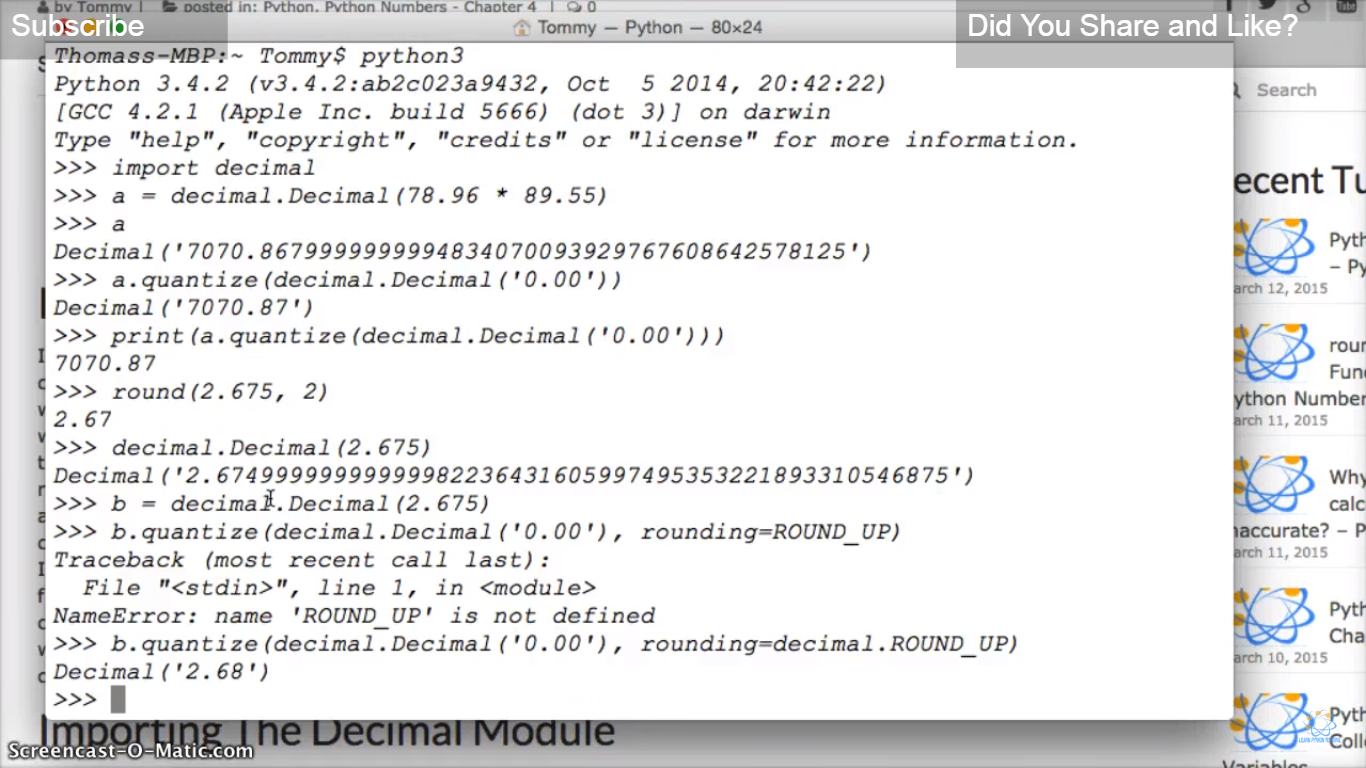 by Tommy | posted in: Python, Python Numbers - Chapter 4 | 0
Subscribe
Tommy — Python — 80×24
Did You Share and Like?
Thomass-MBP:~ Tommy$ python3
Python 3.4.2 (v3.4.2:ab2c023a9432, Oct  5 2014, 20:42:22)
[GCC 4.2.1 (Apple Inc. build 5666) (dot 3)] on darwin
Type "help", "copyright", "credits" or "license" for more information.
>>> import decimal
>>> a = decimal.Decimal(78.96 * 89.55)
>>> a
Decimal('7070.867999999999483407009392976760864257​8125')
>>> a.quantize(decimal.Decimal('0.00'))
Decimal('7070.87')
>>> print(a.quantize(decimal.Decimal('0.00')))
7070.87
>>> round(2.675, 2)
2.67
>>> decimal.Decimal(2.675)
Decimal('2.67499999999999982236431605997495353221893310546875')
>>> b = decimal.Decimal(2.675)
>>> b.quantize(decimal.Decimal('0.00'), rounding=ROUND_UP)
Traceback (most recent call last):
  File "<stdin>", line 1, in <module>
NameError: name 'ROUND_UP' is not defined
>>> b.quantize(decimal.Decimal('0.00'), rounding=decimal.ROUND_UP)
Decimal('2.68')
>>>
Importing The Decimal Module
Screencast-O-Matic.com
Search
ecent Tu
Pyth
– Py
arch 12, 2015
roun
Func
ython Number
arch 11, 2015
Why
calc
naccurate? – P
arch 11, 2015
Pyth
Cha
arch 10, 2015
Pyth
Colle
Variables